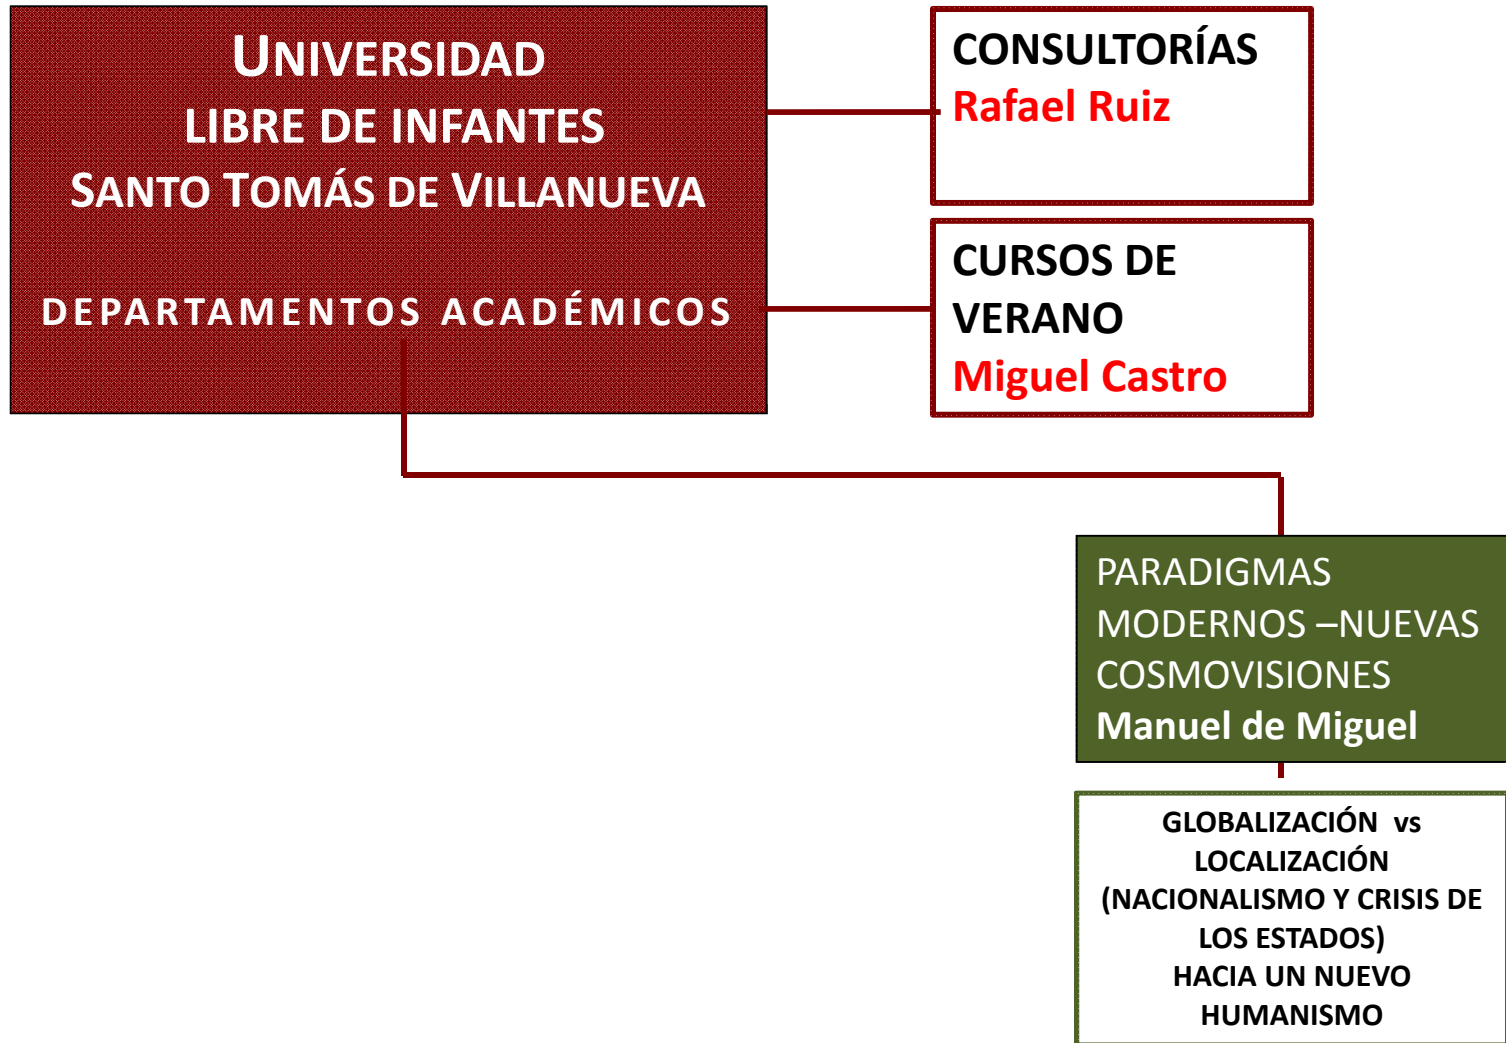 UNIVERSIDAD
LIBRE DE INFANTES
SANTO TOMÁS DE VILLANUEVA
DEPARTAMENTOS ACADÉMICOS
CONSULTORÍAS
Rafael Ruiz
CURSOS DE
VERANO
Miguel Castro
PARADIGMAS
MODERNOS –NUEVAS
COSMOVISIONES
Manuel de Miguel
GLOBALIZACIÓN vs
LOCALIZACIÓN
(NACIONALISMO Y CRISIS DE
LOS ESTADOS)
HACIA UN NUEVO
HUMANISMO